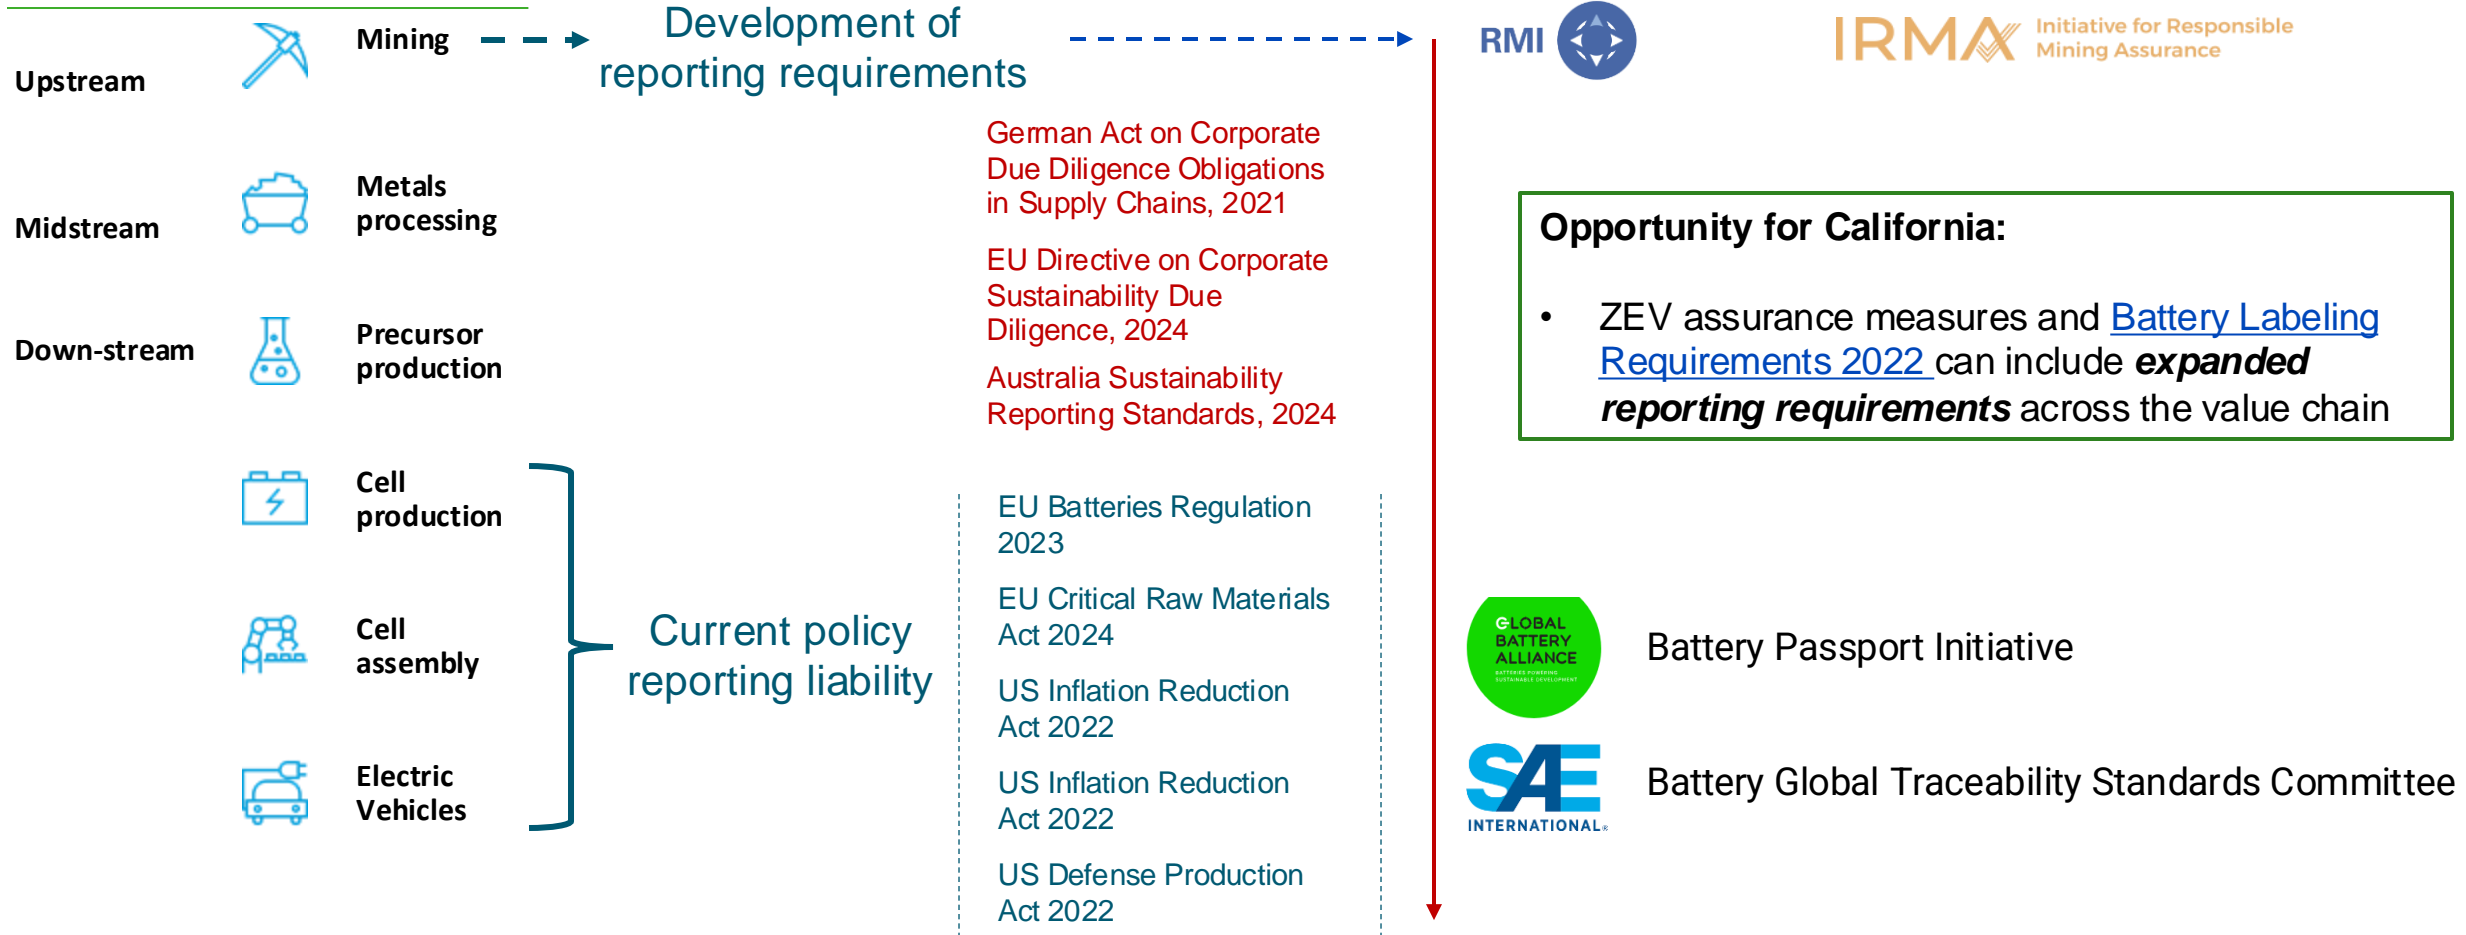 Upstream
Midstream
Down-stream
Mining
Metals
processing
Precursor
production
Cell
production
Cell
assembly
Electric
Vehicles
Development of
reporting requirements
Current policy
reporting liability
German Act on Corporate
Due Diligence Obligations
in Supply Chains, 2021
EU Directive on Corporate
Sustainability Due
Diligence, 2024
Australia Sustainability
Reporting Standards, 2024
EU Batteries Regulation
2023
EU Critical Raw Materials
Act 2024
US Inflation Reduction
Act 2022
US Inflation Reduction
Act 2022
US Defense Production
Act 2022
RMI
IRMA Initiative for Responsible
Mining Assurance
Opportunity for California:
• ZEV assurance measures and Battery Labeling
Requirements 2022 can include expanded
reporting requirements across the value chain
GLOBAL
BATTERY
ALLIANCE
BATTERIES POWERING
SUSTAINABLE DEVELOPMENT
Battery Passport Initiative
SAE
INTERNATIONAL®
Battery Global Traceability Standards Committee